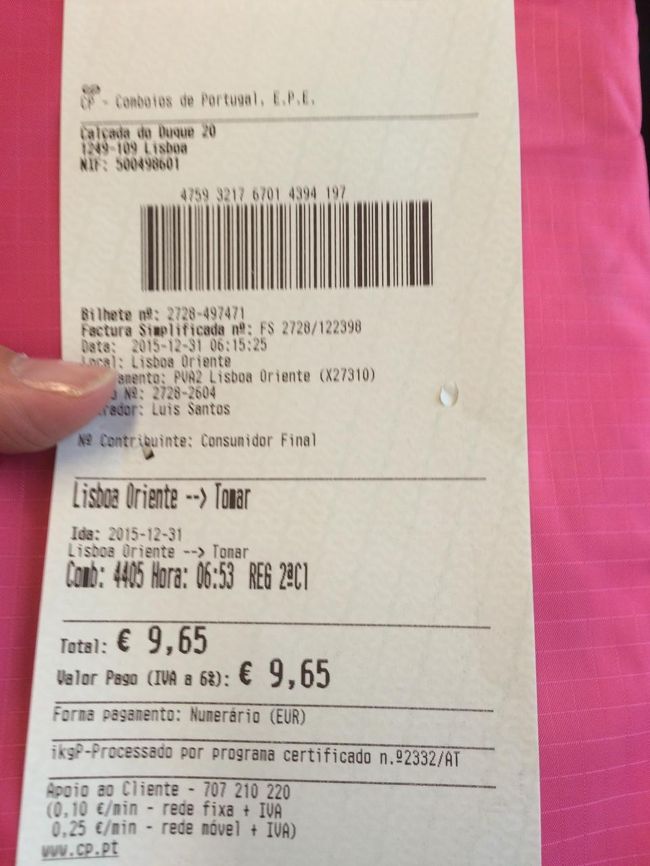 CP - Comboios de Portugal, E.P.E.
Calçada do Duque 20
1249-109 Lisboa
NIF: 500498601
4759 3217 6701 4394 197
Bilhete nº: 2728-497471
Factura Simplificada nº: FS 2728/122398
Data: 2015-12-31 06:15:25
Local: Lisboa Oriente
amento: PVA2 Lisboa Oriente (X27310)
Nº: 2728-2604
rador: Luis Santos
Nº Contribuinte: Consumidor Final
Lisboa Oriente --> Tomar
Ida: 2015-12-31
Lisboa Oriente --> Tomar
Comb: 4405 Hora: 06:53 REG 2ªCl
Total: € 9,65
Valor Pago (IVA a 6%): € 9,65
Forma pagamento: Numerário (EUR)
ikgP-Processado por programa certificado n.º2332/AT
Apoio ao Cliente - 707 210 220
(0,10 €/min - rede fixa + IVA
0,25 €/min - rede móvel + IVA)
www.cp.pt